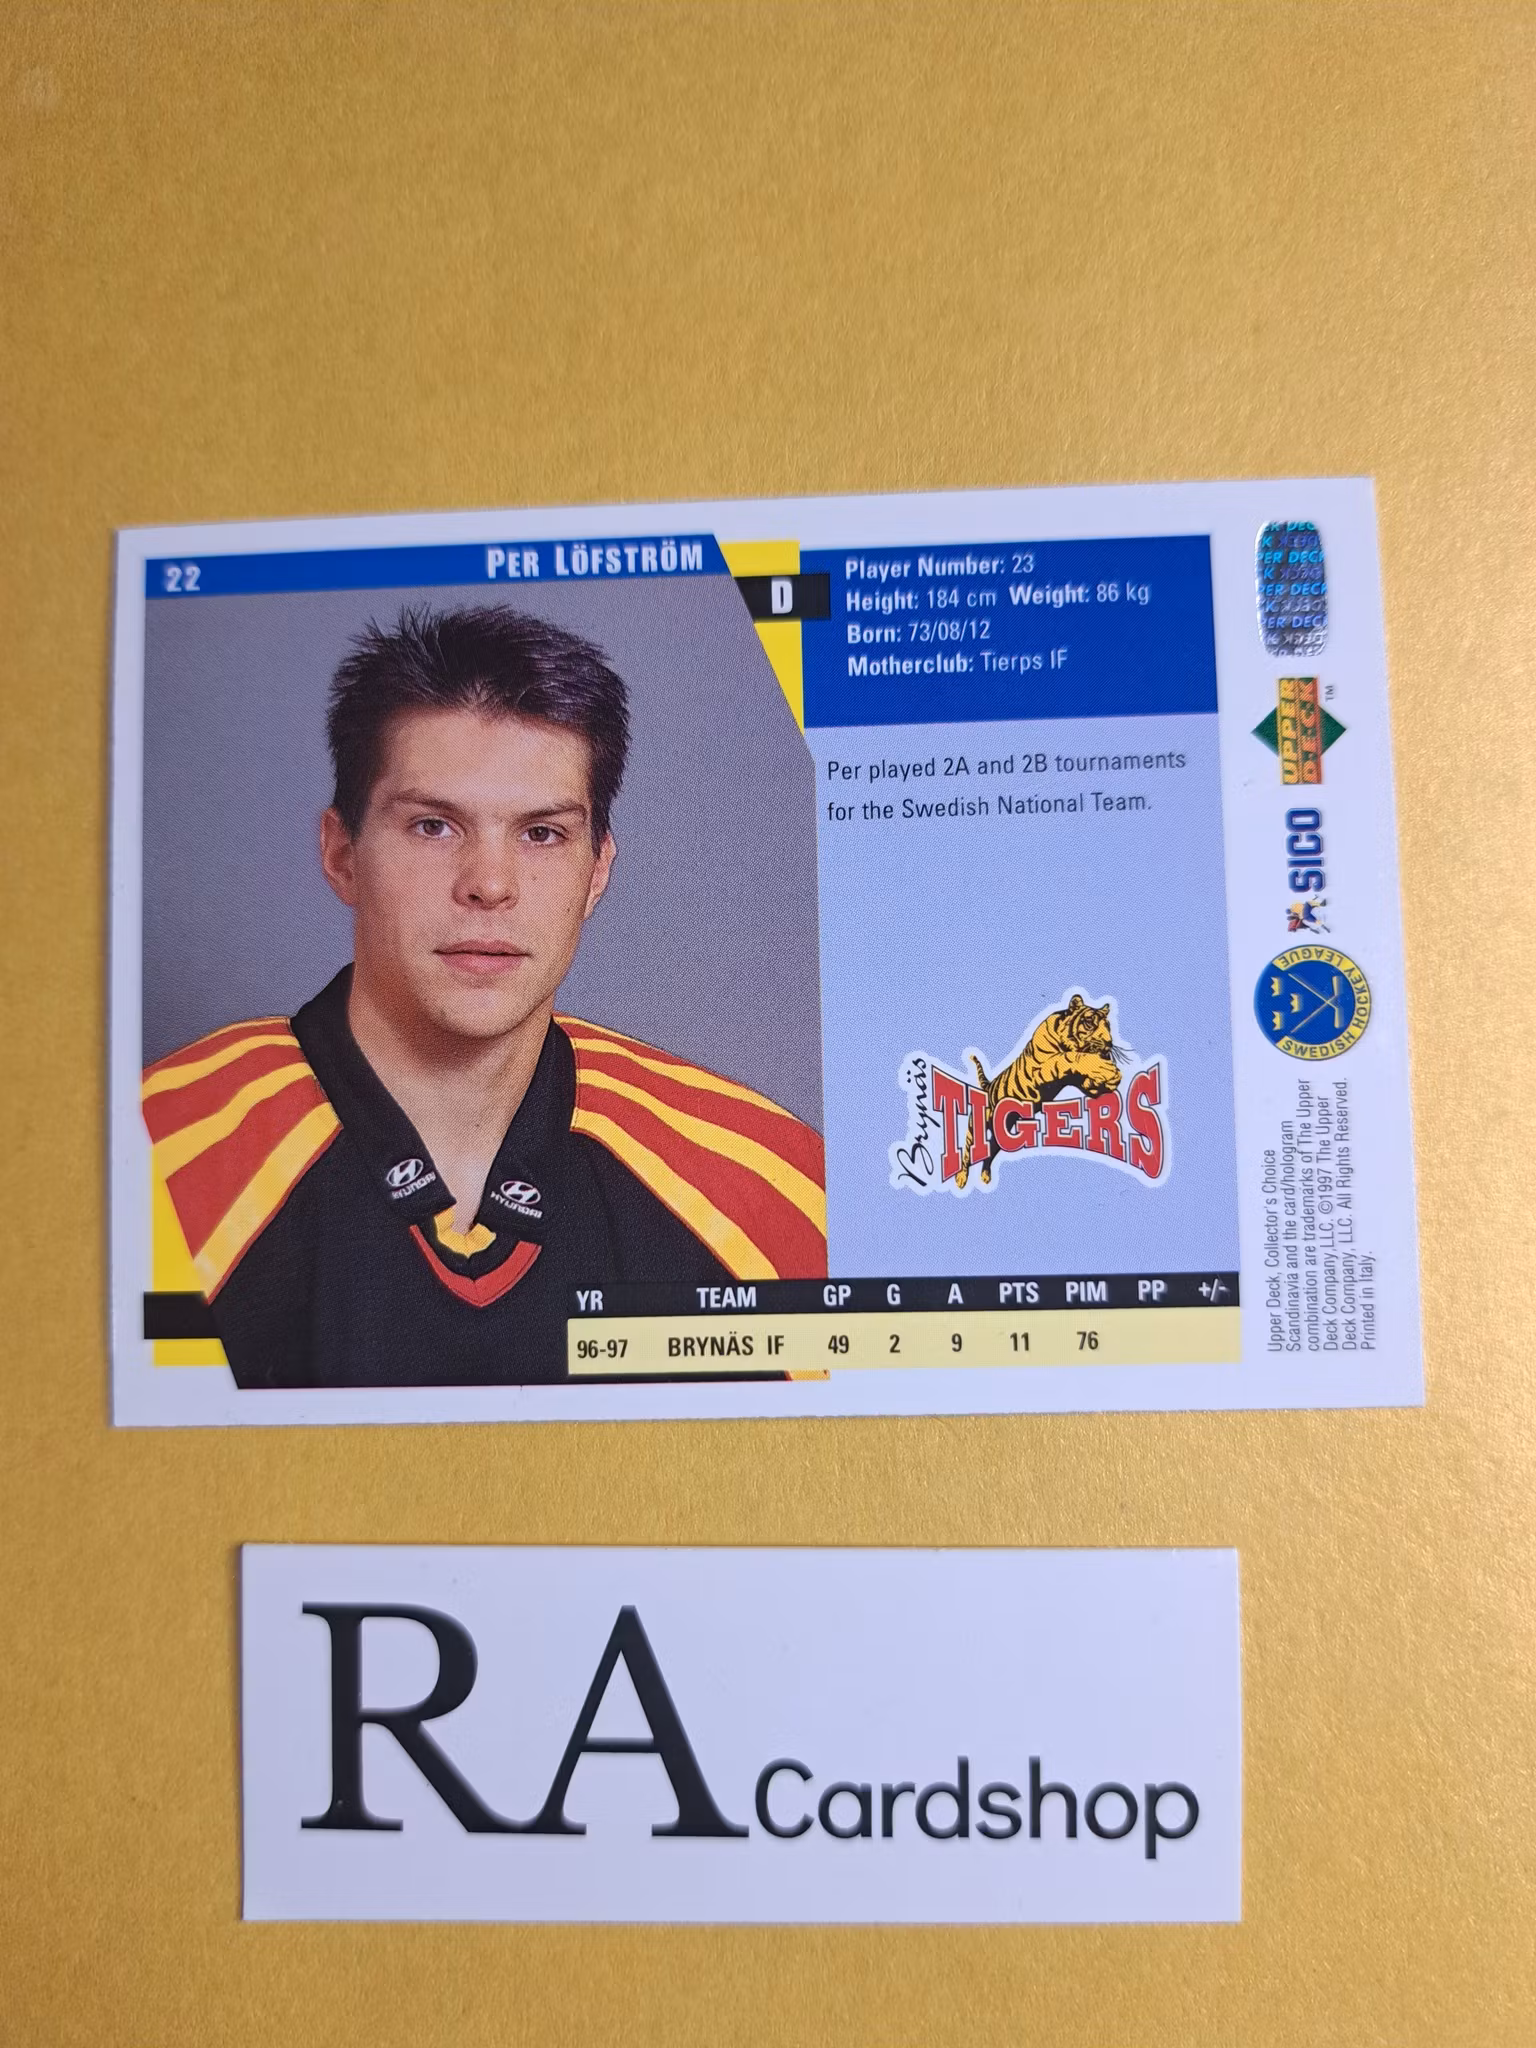 22
PER LÖFSTRÖM
D
Player Number: 23
Height: 184 cm Weight: 86 kg
Born: 73/08/12
Motherclub: Tierps IF
Per played 2A and 2B tournaments
for the Swedish National Team.
Brynäs
TIGERS
HYUNDAI
HYUNDAI
YR TEAM GP G A PTS PIM PP +/-
96-97 BRYNÄS IF 49 2 9 11 76
UPPER DECK
UPPER
DECK™
SICO
SWEDISH HOCKEY LEAGUE
Upper Deck, Collector's Choice
Scandinavia and the card/hologram
combination are trademarks of The Upper
Deck Company, LLC. ©1997 The Upper
Deck Company, LLC. All Rights Reserved.
Printed in Italy.
RA Cardshop